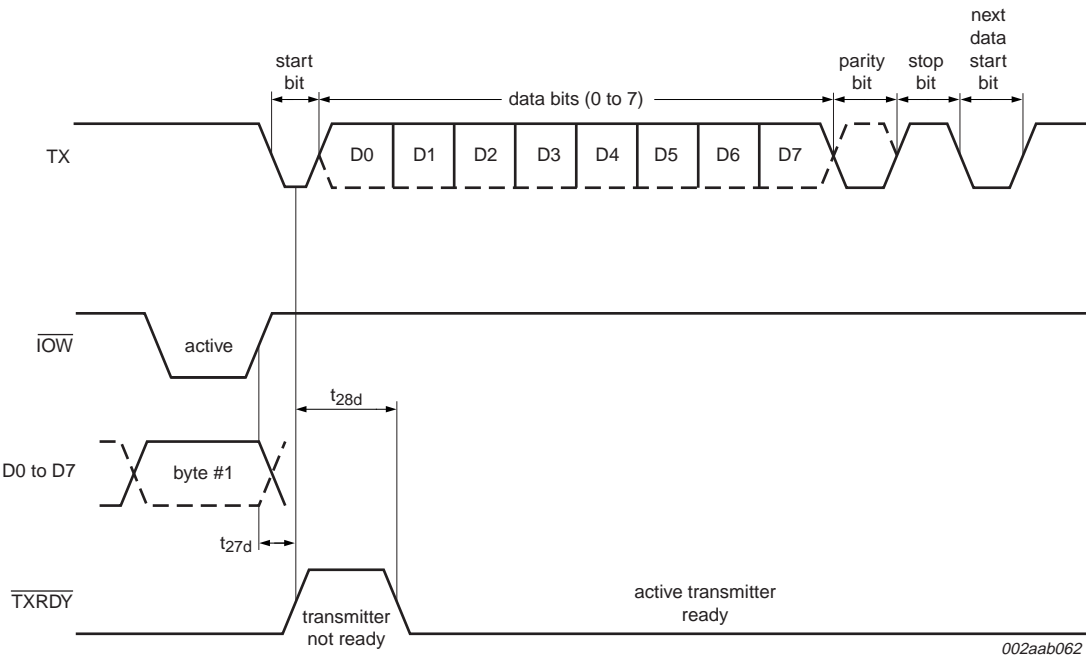 start
bit
data bits (0 to 7)
parity
bit
stop
bit
next
data
start
bit
TX
D0
D1
D2
D3
D4
D5
D6
D7
IOW
active
t28d
D0 to D7
byte #1
t27d
TXRDY
transmitter
not ready
active transmitter
ready
002aab062